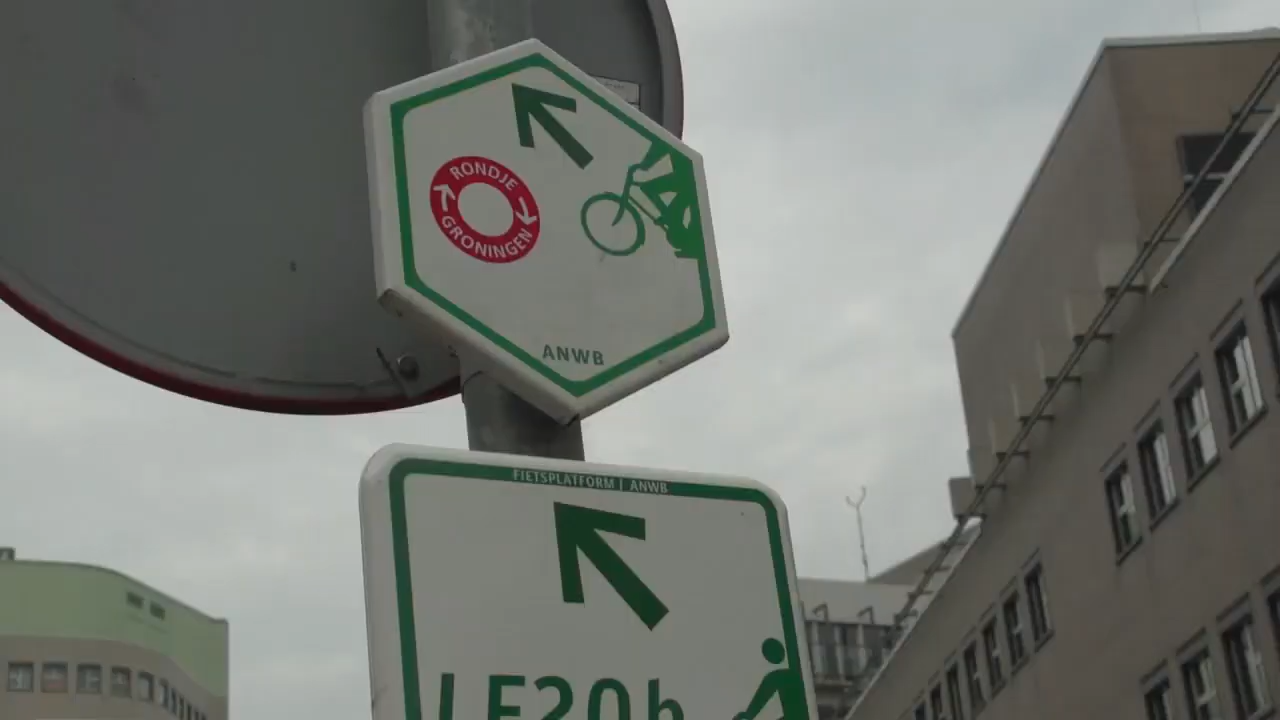 RONDJE
GRONINGEN
ANWB
FIETSPLATFORM | ANWB
LF20b